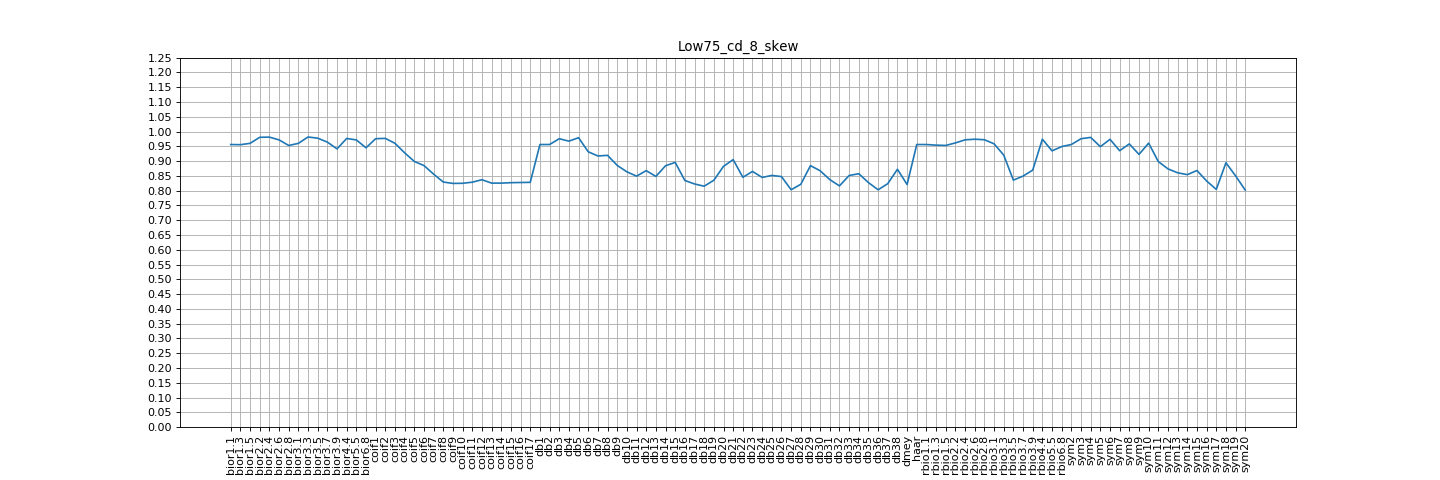 Low75_cd_8_skew
1.25
1.20
1.15
1.10
1.05
1.00
0.95
0.90
0.85
0.80
0.75
0.70
0.65
0.60
0.55
0.50
0.45
0.40
0.35
0.30
0.25
0.20
0.15
0.10
0.05
0.00
bior1.1
bior1.3
bior1.5
bior2.2
bior2.4
bior2.6
bior2.8
bior3.1
bior3.3
bior3.5
bior3.7
bior3.9
bior4.4
bior5.5
bior6.8
coif1
coif2
coif3
coif4
coif5
coif6
coif7
coif8
coif9
coif10
coif11
coif12
coif13
coif14
coif15
coif16
coif17
db1
db2
db3
db4
db5
db6
db7
db8
db9
db10
db11
db12
db13
db14
db15
db16
db17
db18
db19
db20
db21
db22
db23
db24
db25
db26
db27
db28
db29
db30
db31
db32
db33
db34
db35
db36
db37
db38
dmey
haar
rbio1.1
rbio1.3
rbio1.5
rbio2.2
rbio2.4
rbio2.6
rbio2.8
rbio3.1
rbio3.3
rbio3.5
rbio3.7
rbio3.9
rbio4.4
rbio5.5
rbio6.8
sym2
sym3
sym4
sym5
sym6
sym7
sym8
sym9
sym10
sym11
sym12
sym13
sym14
sym15
sym16
sym17
sym18
sym19
sym20